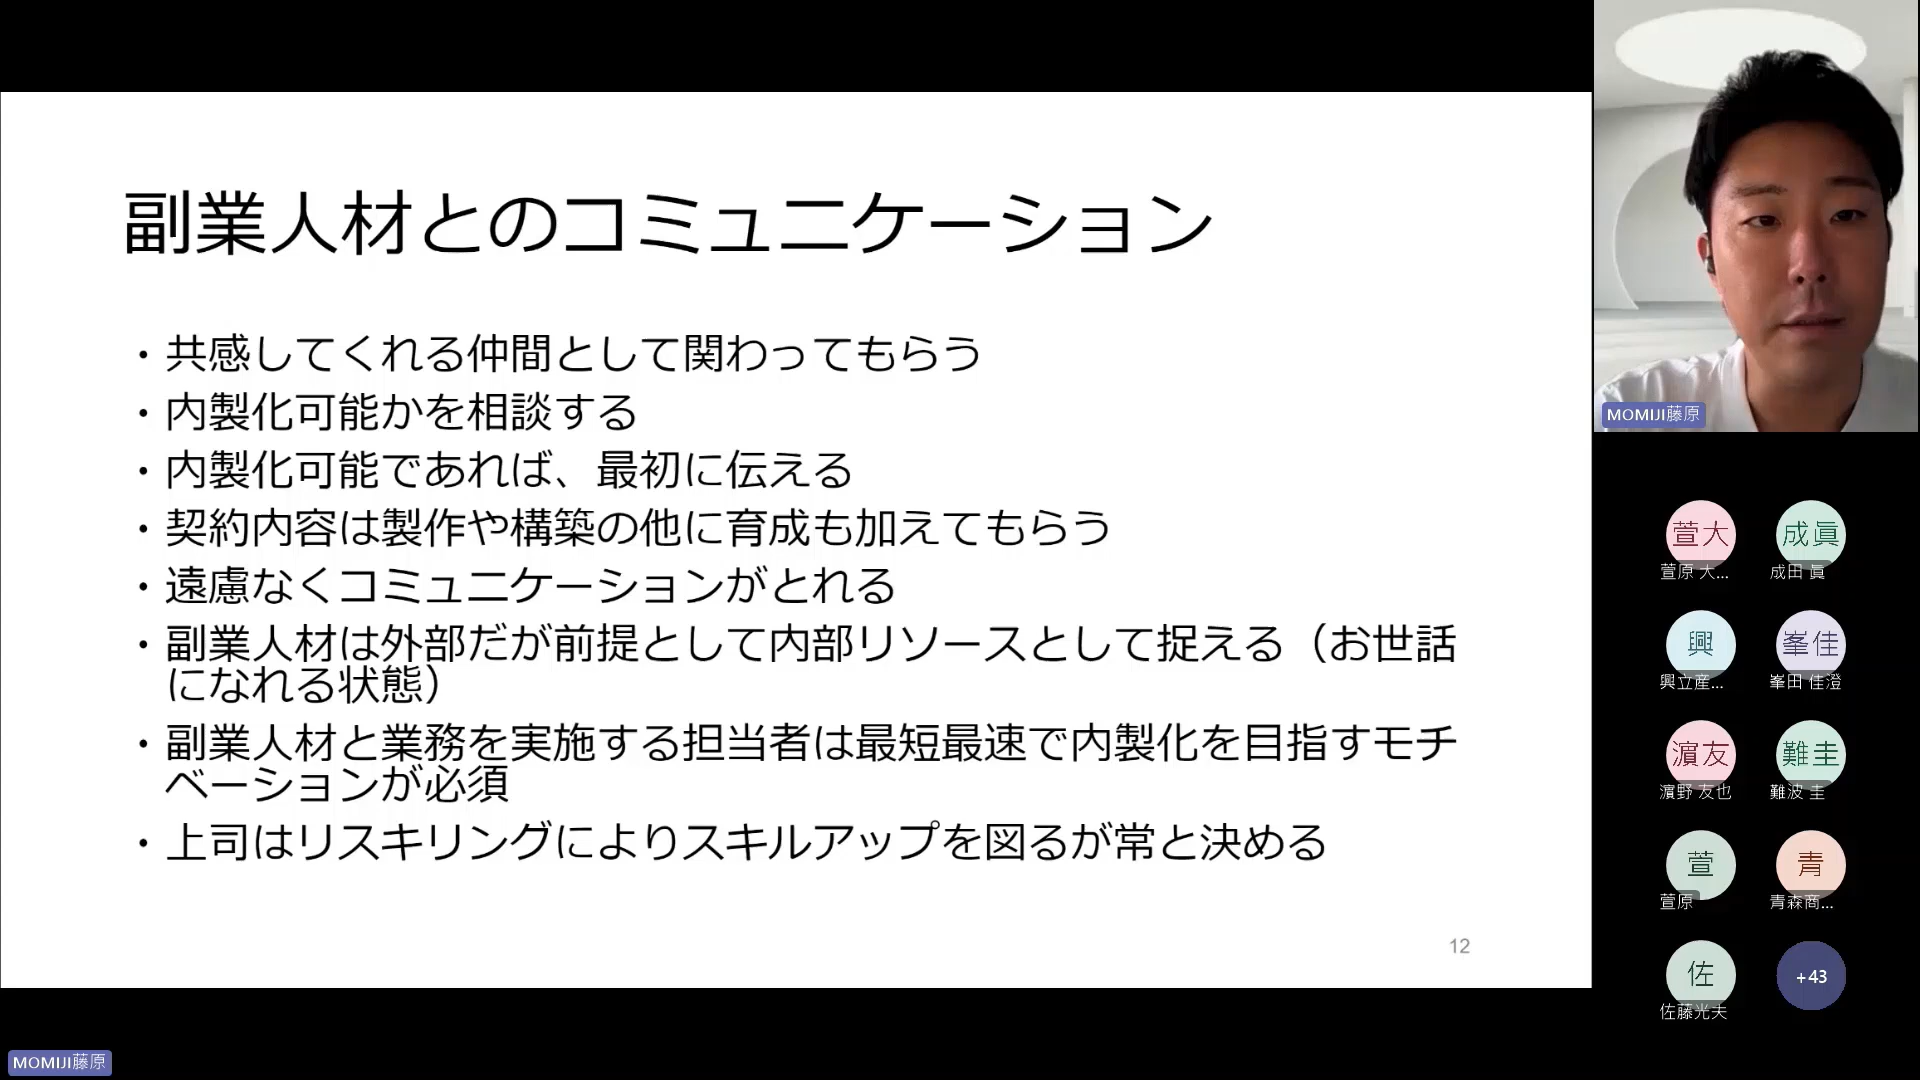 副業人材とのコミュニケーション
・共感してくれる仲間として関わってもらう
・内製化可能かを相談する
・内製化可能であれば、最初に伝える
・契約内容は製作や構築の他に育成も加えてもらう
・遠慮なくコミュニケーションがとれる
・副業人材は外部だが前提として内部リソースとして捉える（お世話
になれる状態）
・副業人材と業務を実施する担当者は最短最速で内製化を目指すモチ
ベーションが必須
・上司はリスキリングによりスキルアップを図るが常と決める
12
MOMIJI藤原
萱大
成眞
萱原 大...
成田 眞
興
峯佳
興立産...
峯田 佳澄
濵友
難圭
濵野 友也
難波 圭
萱
青
萱原
青森商...
佐
+43
佐藤光夫
MOMIJI藤原